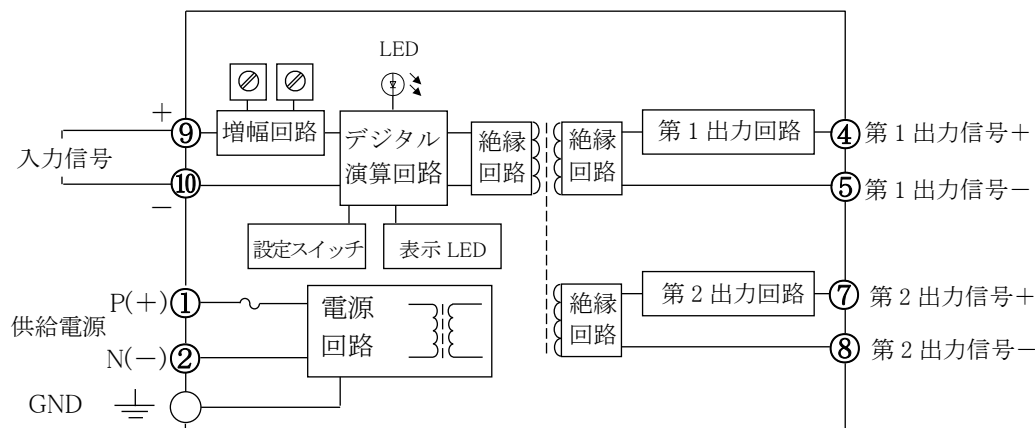 LED
+
⑨
入力信号
⑩
−
増幅回路
デジタル
演算回路
設定スイッチ
表示 LED
絶縁
回路
絶縁
回路
第 1 出力回路
④
第 1 出力信号+
⑤
第 1 出力信号−
P(+)
①
供給電源
N(−)
②
GND
電源
回路
絶縁
回路
第 2 出力回路
⑦
第 2 出力信号+
⑧
第 2 出力信号−